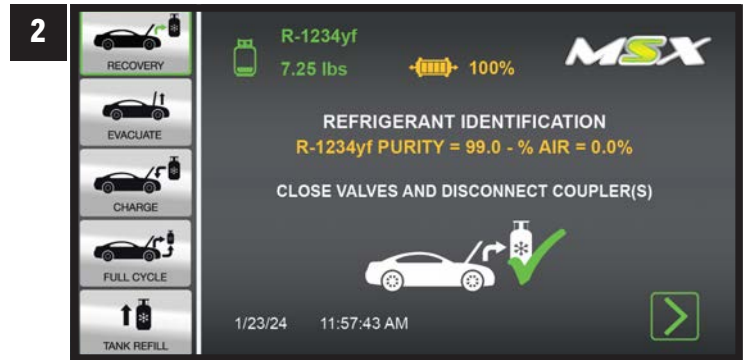 2
RECOVERY
EVACUATE
CHARGE
FULL CYCLE
TANK REFILL
R-1234yf
7.25 lbs
100%
MSX
REFRIGERANT IDENTIFICATION
R-1234yf PURITY = 99.0 - % AIR = 0.0%
CLOSE VALVES AND DISCONNECT COUPLER(S)
1/23/24 11:57:43 AM